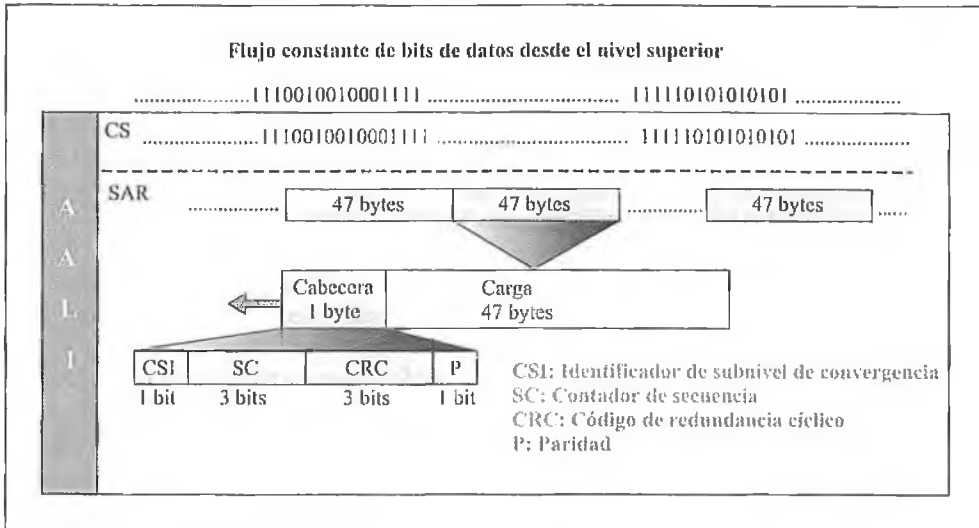 Flujo constante de bits de datos desde el nivel superior
....................1110010010001111 ................................. 111110101010101 .............
CS ...............1110010010001111 ................................. 111110101010101 .............
SAR
............... 47 bytes 47 bytes ............... 47 bytes .....
A
A
L
1
Cabecera
1 byte
Carga
47 bytes
CSI SC CRC P
1 bit 3 bits 3 bits 1 bit
CSI: Identificador de subnivel de convergencia
SC: Contador de secuencia
CRC: Código de redundancia cíclico
P: Paridad